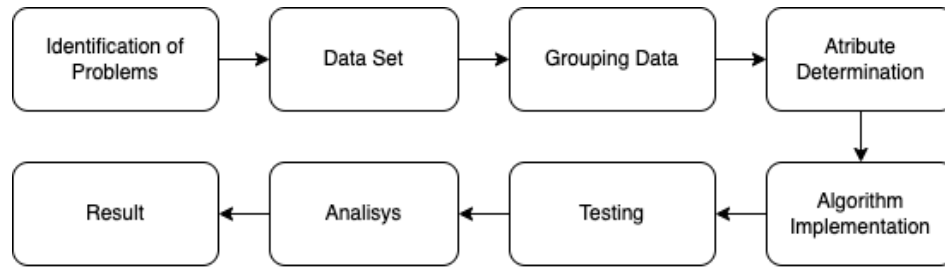 Identification of
Problems
Data Set
Grouping Data
Atribute
Determination
Algorithm
Implementation
Testing
Analisys
Result